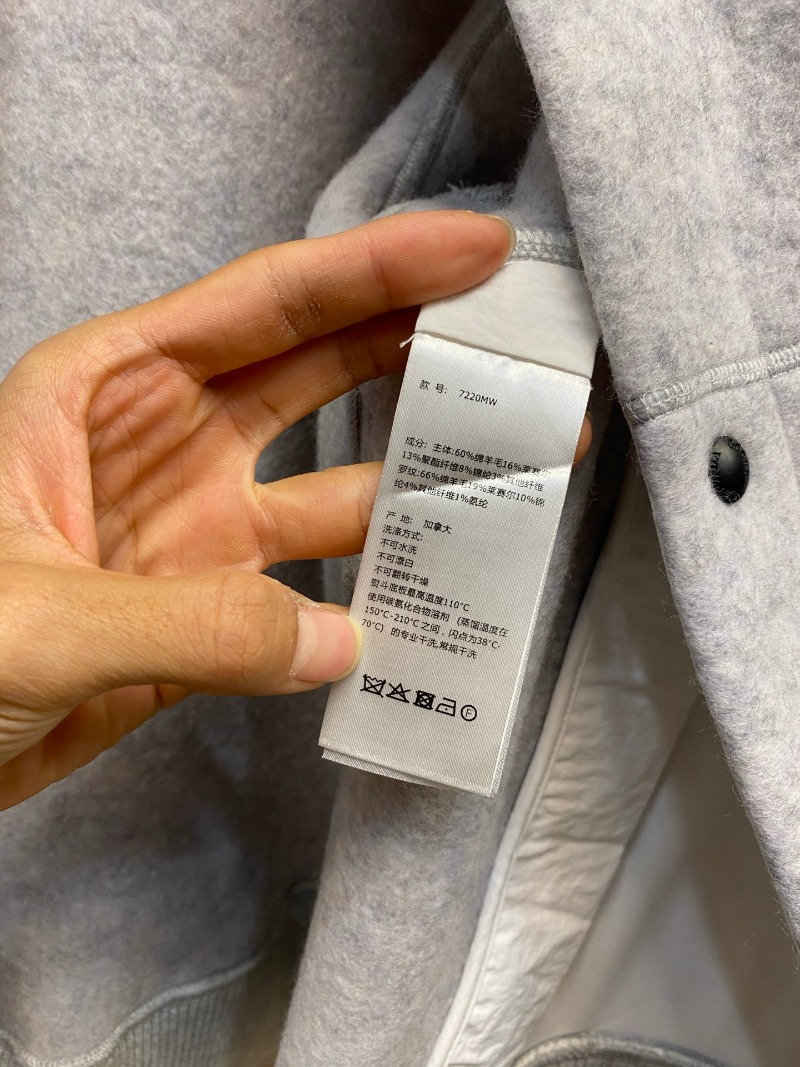 款 号: 7220MW
成分: 主体:60%绵羊毛16%莱赛尔
13%聚酯纤维8%锦纶3%其他纤维
罗纹:66%绵羊毛19%莱赛尔10%锦
纶4%其他纤维1%氨纶
产 地: 加拿大
洗涤方式:
不可水洗
不可漂白
不可翻转干燥
熨斗底板最高温度110°C
使用碳氢化合物溶剂 (蒸馏温度在
150°C-210°C之间, 闪点为38°C-
70°C) 的专业干洗,常规干洗
F